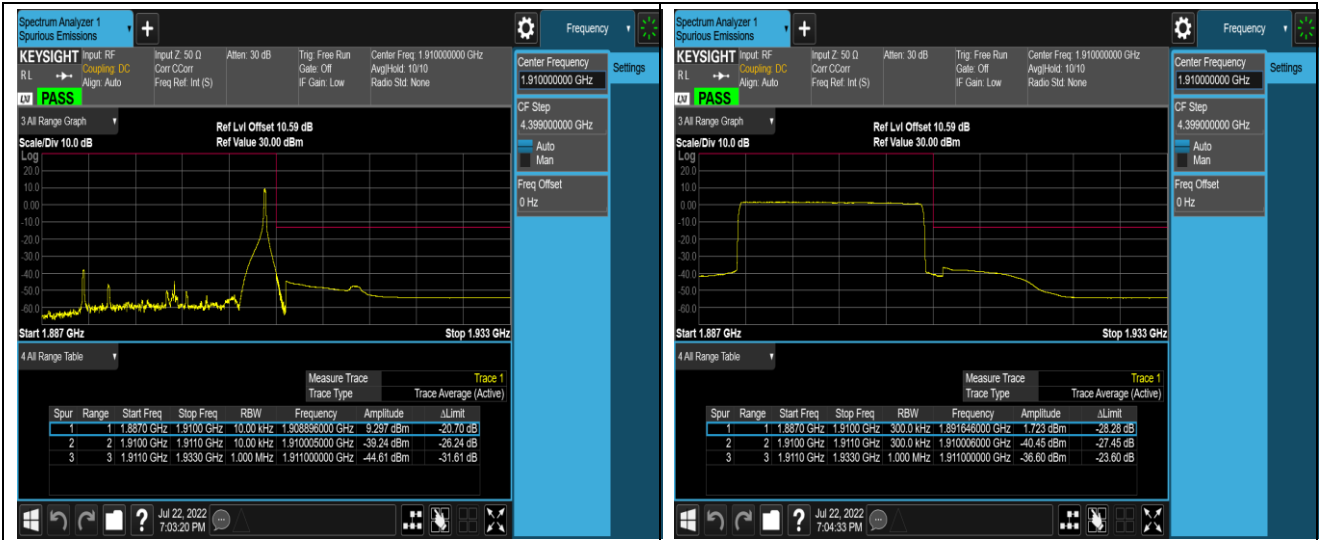 Spectrum Analyzer 1
Spurious Emissions
Frequency
KEYSIGHT Input: RF Input Z: 50 Ω Atten: 30 dB Trig: Free Run Center Freq: 1.910000000 GHz
R L Coupling: DC Corr CCorr Gate: Off Avg|Hold: 10/10
Align: Auto Freq Ref: Int (S) IF Gain: Low Radio Std: None
LXI PASS
Center Frequency
1.910000000 GHz
Settings
CF Step
4.399000000 GHz
Auto
Man
Freq Offset
0 Hz
3 All Range Graph
Ref Lvl Offset 10.59 dB
Scale/Div 10.0 dB Ref Value 30.00 dBm
Log
20.0
10.0
0.00
-10.0
-20.0
-30.0
-40.0
-50.0
-60.0
Start 1.887 GHz Stop 1.933 GHz
4 All Range Table
Measure Trace Trace 1
Trace Type Trace Average (Active)
Spur Range Start Freq Stop Freq RBW Frequency Amplitude ΔLimit
1 1 1.8870 GHz 1.9100 GHz 10.00 kHz 1.908896000 GHz 9.297 dBm -20.70 dB
2 2 1.9100 GHz 1.9110 GHz 10.00 kHz 1.910005000 GHz -39.24 dBm -26.24 dB
3 3 1.9110 GHz 1.9330 GHz 1.000 MHz 1.911000000 GHz -44.61 dBm -31.61 dB
?
Jul 22, 2022
7:03:20 PM
Spectrum Analyzer 1
Spurious Emissions
Frequency
KEYSIGHT Input: RF Input Z: 50 Ω Atten: 30 dB Trig: Free Run Center Freq: 1.910000000 GHz
R L Coupling: DC Corr CCorr Gate: Off Avg|Hold: 10/10
Align: Auto Freq Ref: Int (S) IF Gain: Low Radio Std: None
LXI PASS
Center Frequency
1.910000000 GHz
Settings
CF Step
4.399000000 GHz
Auto
Man
Freq Offset
0 Hz
3 All Range Graph
Ref Lvl Offset 10.59 dB
Scale/Div 10.0 dB Ref Value 30.00 dBm
Log
20.0
10.0
0.00
-10.0
-20.0
-30.0
-40.0
-50.0
-60.0
Start 1.887 GHz Stop 1.933 GHz
4 All Range Table
Measure Trace Trace 1
Trace Type Trace Average (Active)
Spur Range Start Freq Stop Freq RBW Frequency Amplitude ΔLimit
1 1 1.8870 GHz 1.9100 GHz 300.0 kHz 1.891646000 GHz 1.723 dBm -28.28 dB
2 2 1.9100 GHz 1.9110 GHz 300.0 kHz 1.910006000 GHz -40.45 dBm -27.45 dB
3 3 1.9110 GHz 1.9330 GHz 1.000 MHz 1.911000000 GHz -36.60 dBm -23.60 dB
?
Jul 22, 2022
7:04:33 PM